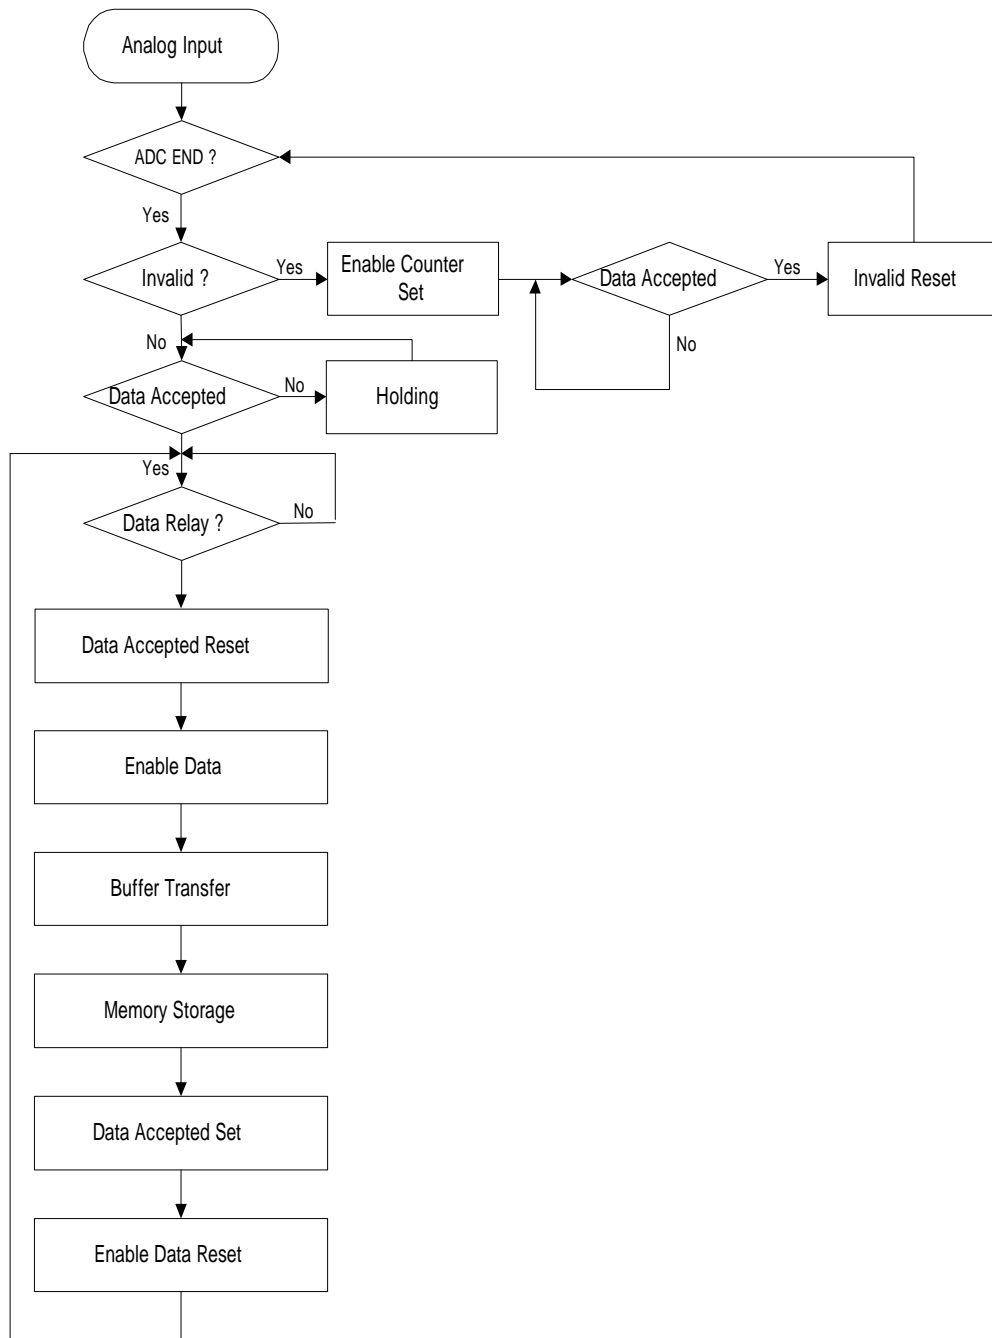 Analog Input
ADC END ?
Yes
Invalid ?
Yes
Enable Counter
Set
Data Accepted
Yes
Invalid Reset
No
No
Data Accepted
No
Holding
Yes
Data Relay ?
No
Data Accepted Reset
Enable Data
Buffer Transfer
Memory Storage
Data Accepted Set
Enable Data Reset